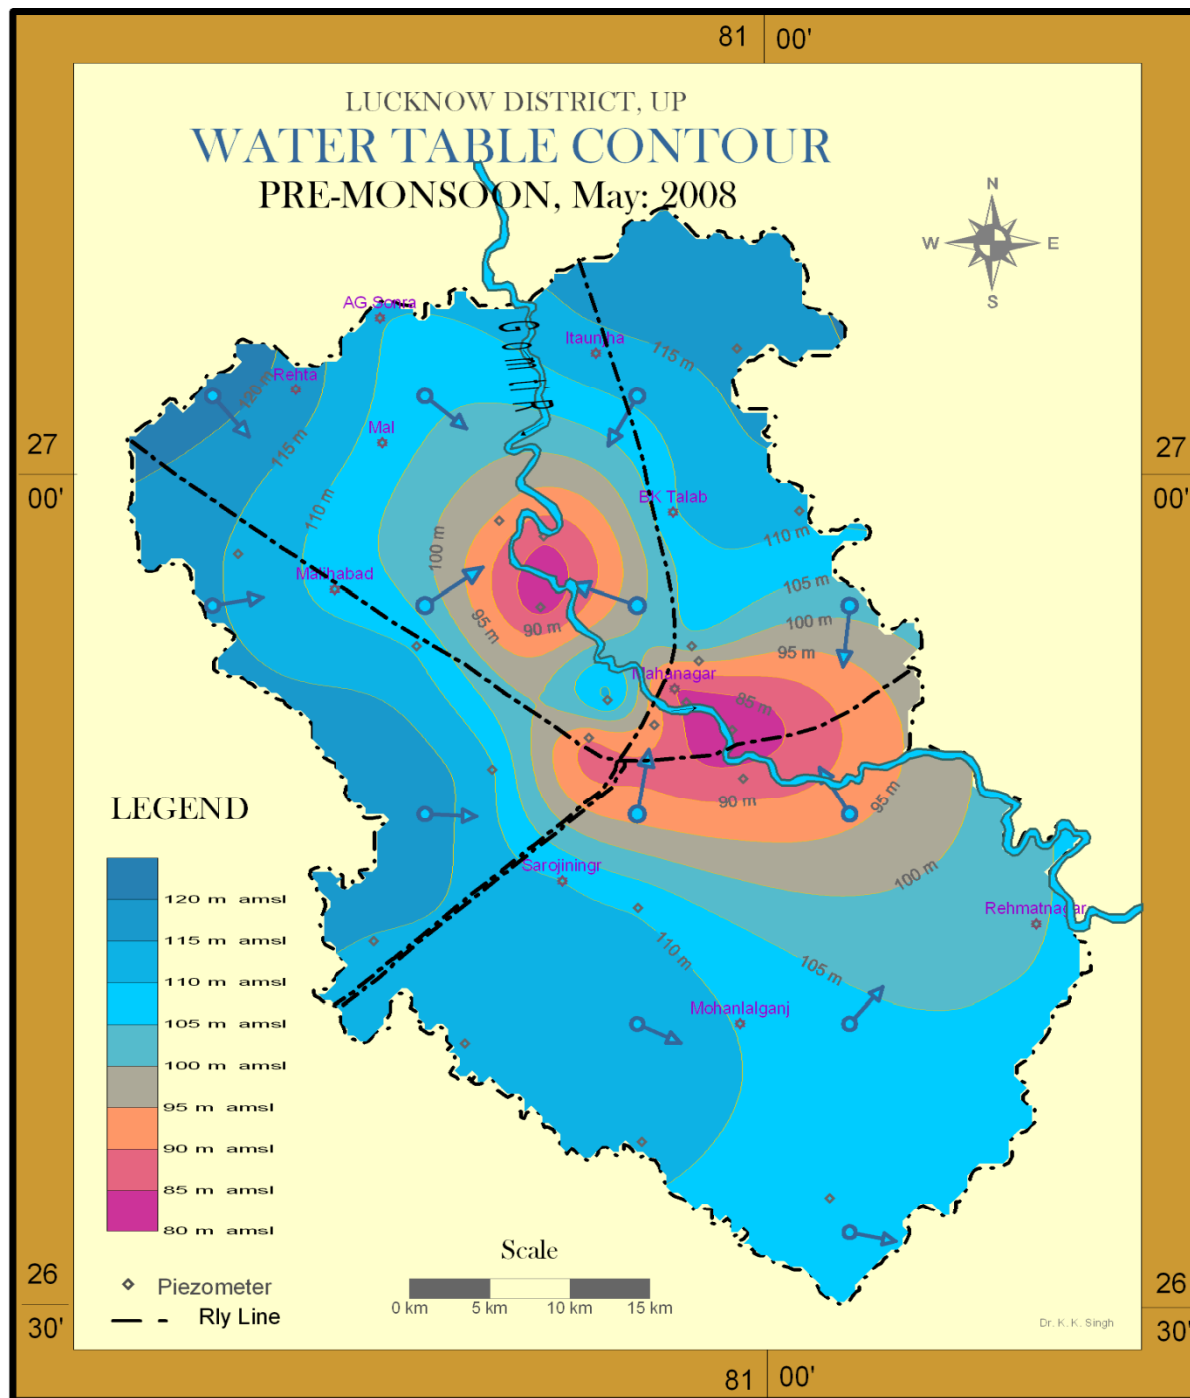 81 00'
LUCKNOW DISTRICT, UP
WATER TABLE CONTOUR
PRE-MONSOON, May: 2008
N
W E
S
AG Sonra
GomtiR
Itaunjha
115 m
Rehta
120 m
27
00'
27
00'
Mal
115 m
110 m
BK Talab
110 m
100 m
105 m
Malihabad
100 m
95 m
90 m
95 m
Mahanagar
85 m
90 m
95 m
LEGEND
Sarojiningr
100 m
Rehmatnagar
110 m
105 m
Mohanlalganj
120 m amsl
115 m amsl
110 m amsl
105 m amsl
100 m amsl
95 m amsl
90 m amsl
85 m amsl
80 m amsl
Scale
26
30'
26
30'
Piezometer
0 km 5 km 10 km 15 km
Rly Line
Dr. K. K. Singh
81 00'